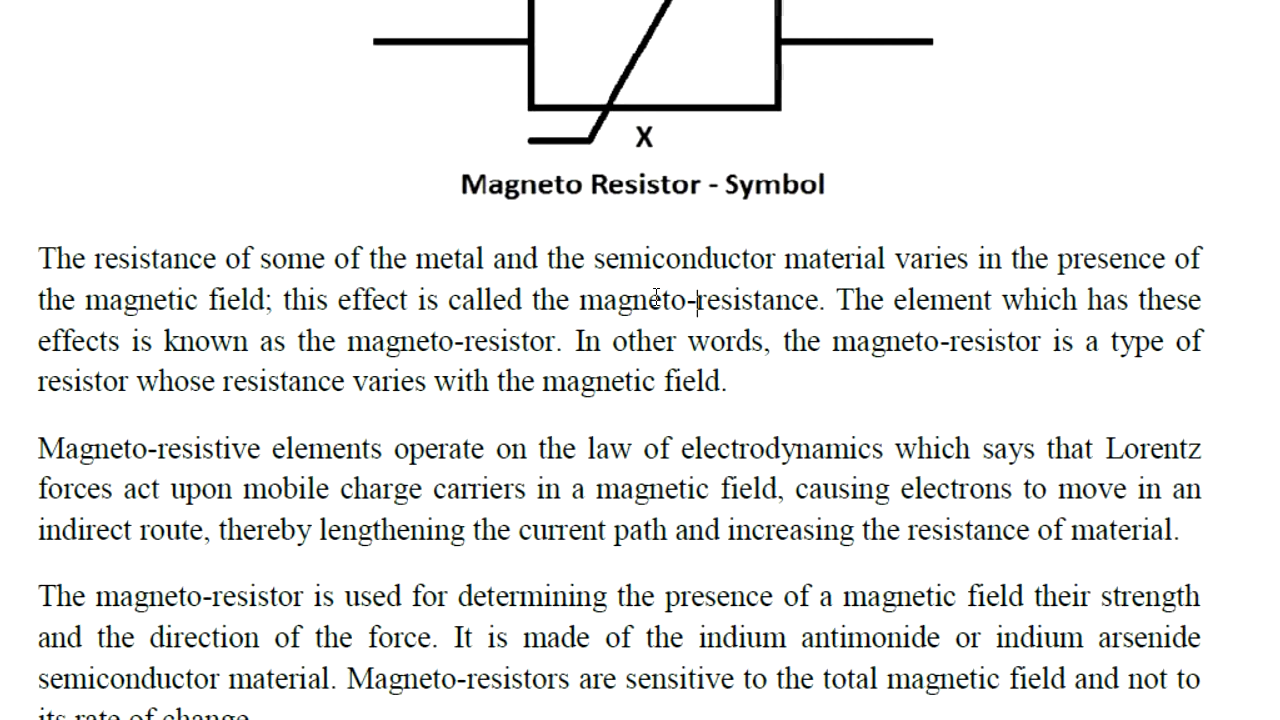 X
Magneto Resistor - Symbol
The resistance of some of the metal and the semiconductor material varies in the presence of
the magnetic field; this effect is called the magneto-resistance. The element which has these
effects is known as the magneto-resistor. In other words, the magneto-resistor is a type of
resistor whose resistance varies with the magnetic field.
Magneto-resistive elements operate on the law of electrodynamics which says that Lorentz
forces act upon mobile charge carriers in a magnetic field, causing electrons to move in an
indirect route, thereby lengthening the current path and increasing the resistance of material.
The magneto-resistor is used for determining the presence of a magnetic field their strength
and the direction of the force. It is made of the indium antimonide or indium arsenide
semiconductor material. Magneto-resistors are sensitive to the total magnetic field and not to
its rate of change.